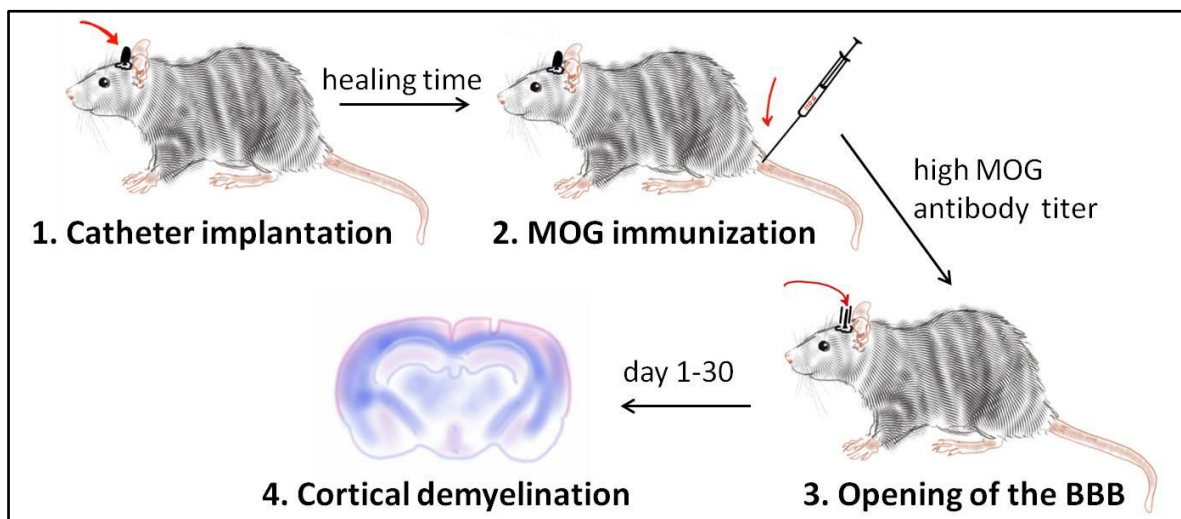 healing time
1. Catheter implantation
2. MOG immunization
high MOG
antibody titer
3. Opening of the BBB
day 1-30
4. Cortical demyelination